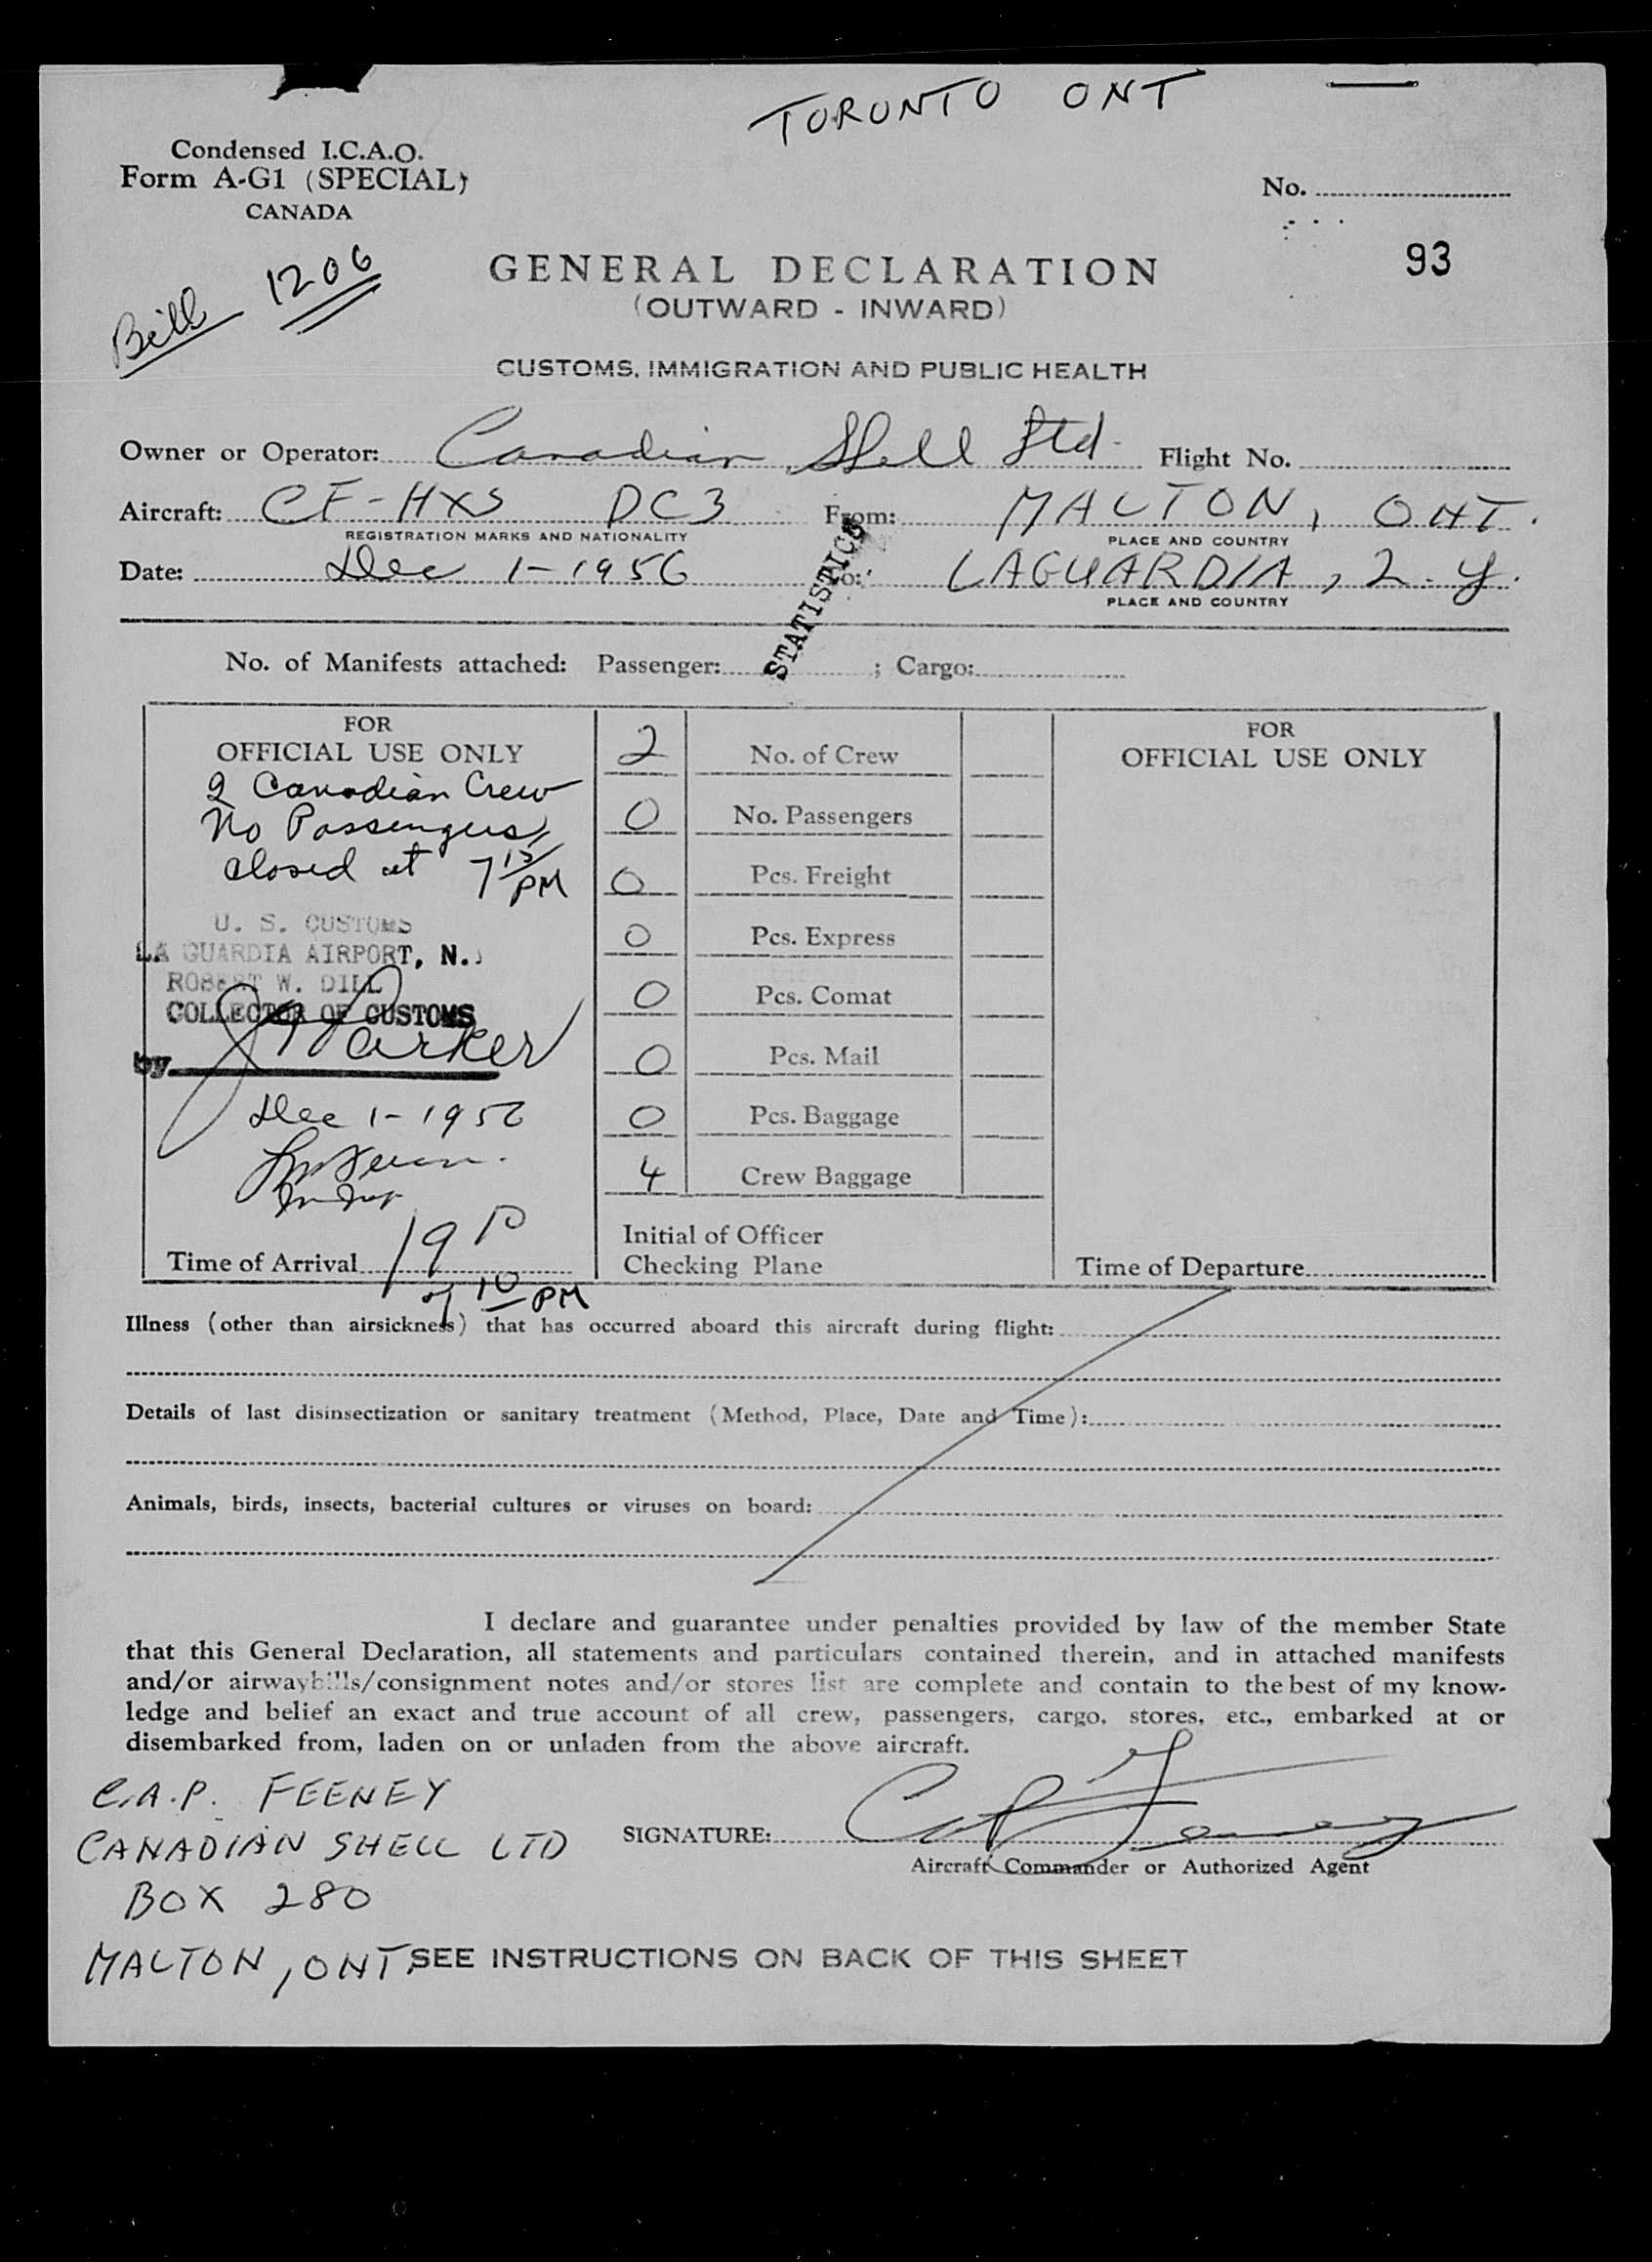 TORONTO ONT
Condensed I.C.A.O.
Form A-G1 (SPECIAL)
CANADA
No.
93
Bill 1206
GENERAL DECLARATION
(OUTWARD - INWARD)
CUSTOMS, IMMIGRATION AND PUBLIC HEALTH
Owner or Operator: Canadian Shell Ltd. Flight No.
Aircraft: CF-HXS DC3 From: MALTON, ONT.
REGISTRATION MARKS AND NATIONALITY PLACE AND COUNTRY
Date: Dec 1-1956 To: LAGUARDIA, N.Y.
PLACE AND COUNTRY
STATISTICS
No. of Manifests attached: Passenger: ; Cargo:
FOR
OFFICIAL USE ONLY
2 Canadian Crew
No Passengers
closed at 7 15 PM
U. S. CUSTOMS
LA GUARDIA AIRPORT, N.
ROBERT W. DILL
COLLECTOR OF CUSTOMS
by Parker
Dec 1-1956
Time of Arrival 19 P
7 10 PM
2 No. of Crew
0 No. Passengers
0 Pcs. Freight
0 Pcs. Express
0 Pcs. Comat
0 Pcs. Mail
0 Pcs. Baggage
4 Crew Baggage
Initial of Officer
Checking Plane
FOR
OFFICIAL USE ONLY
Time of Departure
Illness (other than airsickness) that has occurred aboard this aircraft during flight:
Details of last disinsectization or sanitary treatment (Method, Place, Date and Time):
Animals, birds, insects, bacterial cultures or viruses on board:
I declare and guarantee under penalties provided by law of the member State
that this General Declaration, all statements and particulars contained therein, and in attached manifests
and/or airwaybills/consignment notes and/or stores list are complete and contain to the best of my know-
ledge and belief an exact and true account of all crew, passengers, cargo, stores, etc., embarked at or
disembarked from, laden on or unladen from the above aircraft.
C.A.P. FEENEY
CANADIAN SHELL LTD
BOX 280
MALTON, ONT.
SIGNATURE: CAP Feeney
Aircraft Commander or Authorized Agent
SEE INSTRUCTIONS ON BACK OF THIS SHEET